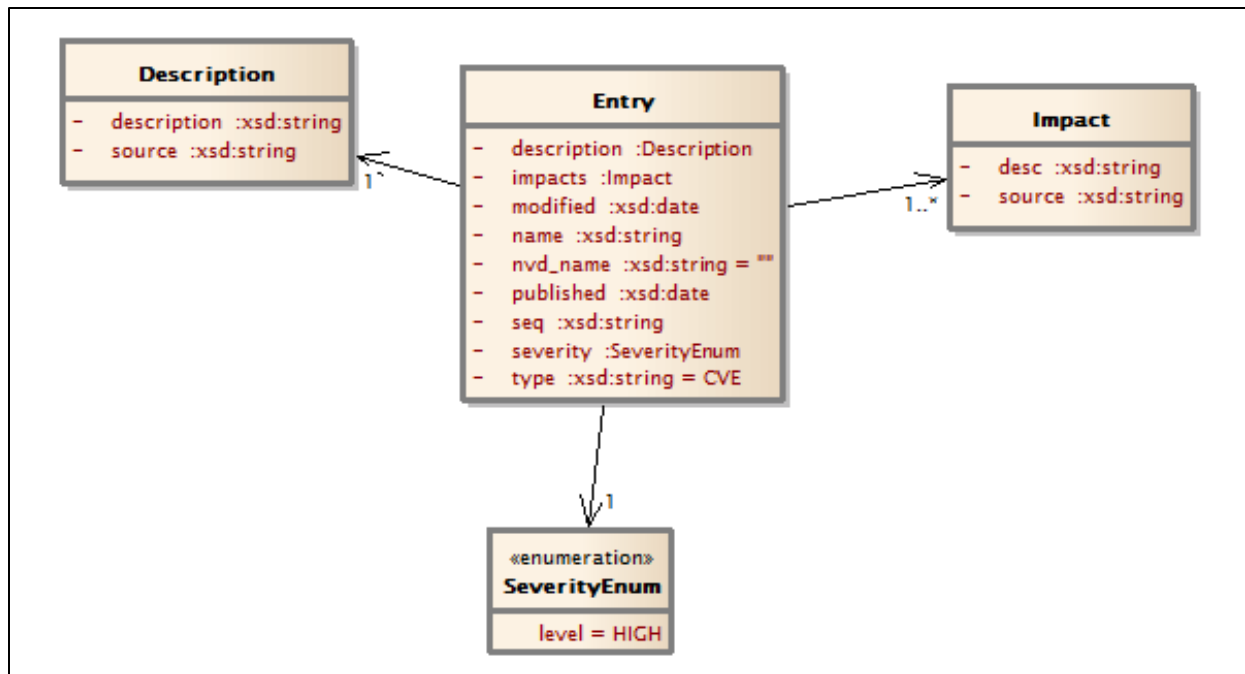 Description
- description :xsd:string
- source :xsd:string
1
Entry
- description :Description
- impacts :Impact
- modified :xsd:date
- name :xsd:string
- nvd_name :xsd:string = ""
- published :xsd:date
- seq :xsd:string
- severity :SeverityEnum
- type :xsd:string = CVE
Impact
- desc :xsd:string
- source :xsd:string
1..*
1
«enumeration»
SeverityEnum
level = HIGH